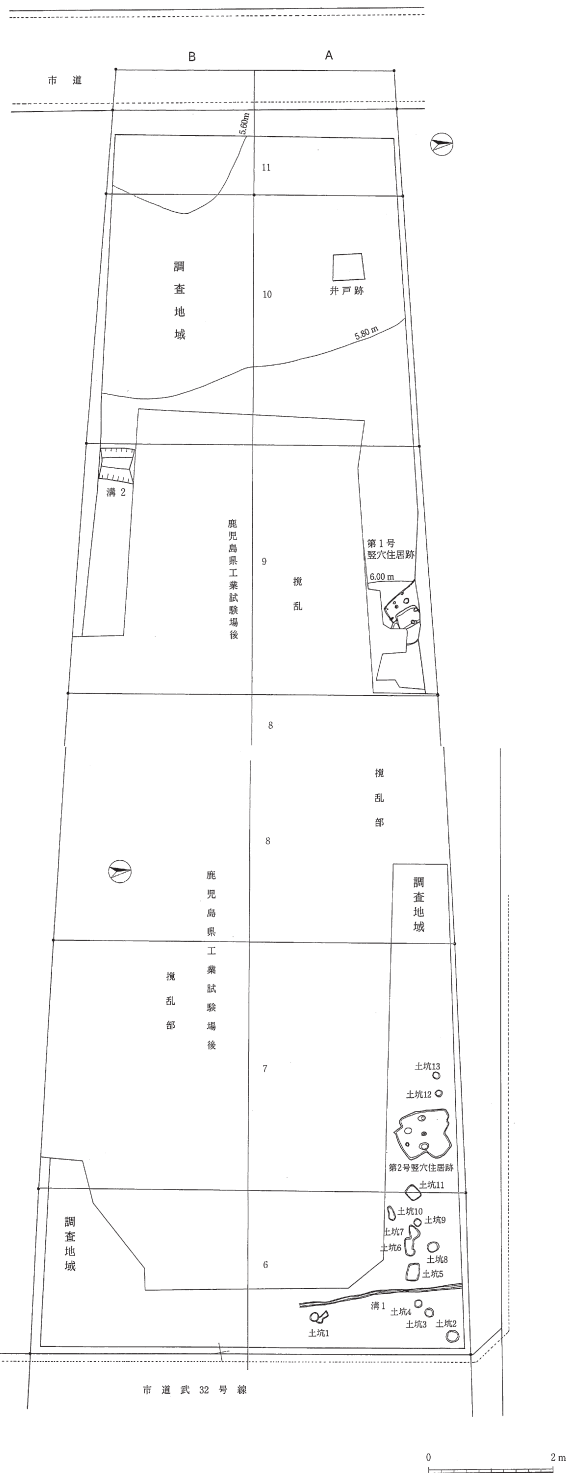 B
A
市道
5.60m
11
調査地域
10
井戸跡
5.80 m
溝 2
鹿児島県工業試験場後
9
攪乱
第1号
竪穴住居跡
6.00 m
8
攪乱部
8
調査地域
鹿児島県工業試験場後
攪乱部
7
土坑13
土坑12
第2号竪穴住居跡
土坑11
土坑10
土坑9
土坑7
土坑6
土坑8
土坑5
調査地域
6
溝1
土坑4
土坑3
土坑2
土坑1
市道武32号線
0
2 m